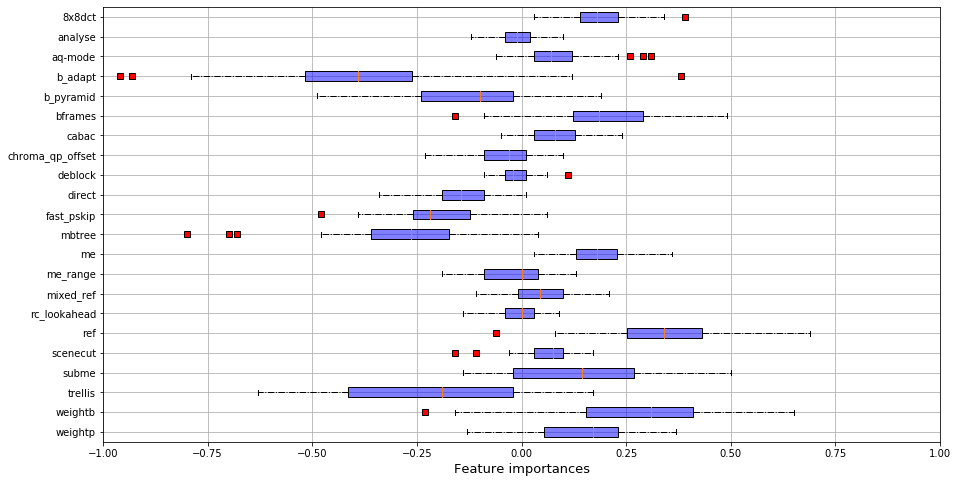 8x8dct
analyse
aq-mode
b_adapt
b_pyramid
bframes
cabac
chroma_qp_offset
deblock
direct
fast_pskip
mbtree
me
me_range
mixed_ref
rc_lookahead
ref
scenecut
subme
trellis
weightb
weightp
−1.00 −0.75 −0.50 −0.25 0.00 0.25 0.50 0.75 1.00
Feature importances